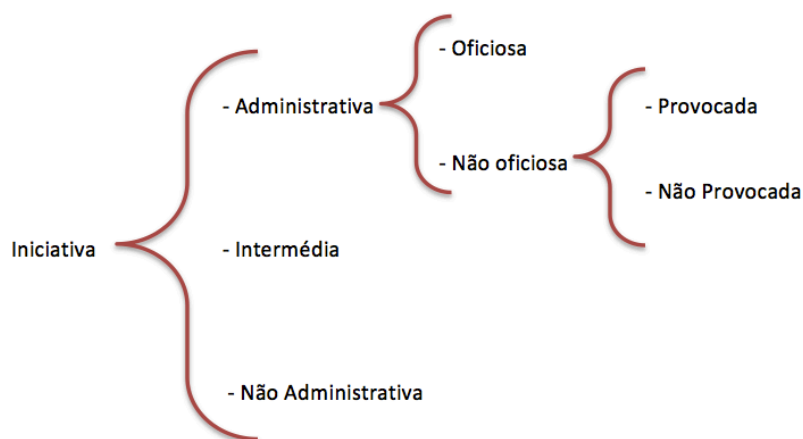 Iniciativa
- Administrativa
- Oficiosa
- Não oficiosa
- Provocada
- Não Provocada
- Intermédia
- Não Administrativa